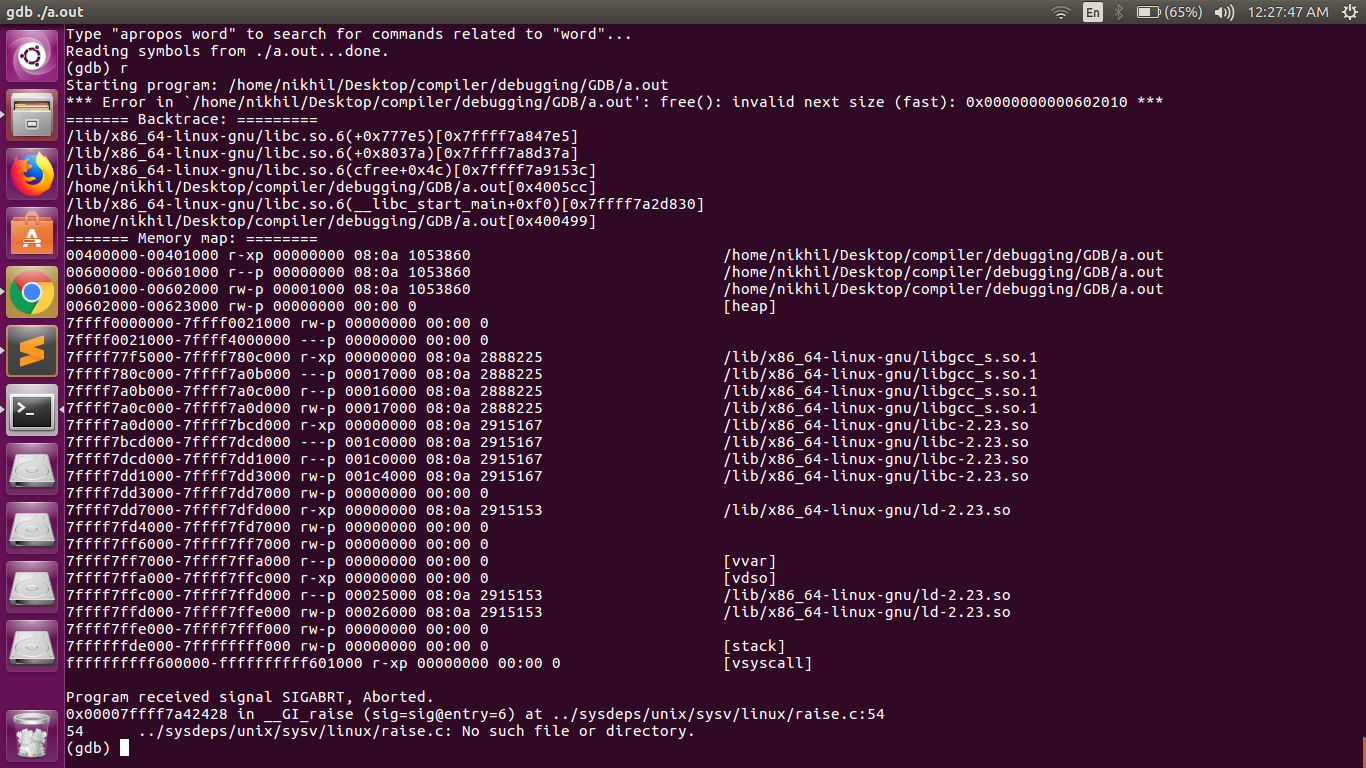 gdb ./a.out En (65%) 12:27:47 AM
Type "apropos word" to search for commands related to "word"...
Reading symbols from ./a.out...done.
(gdb) r
Starting program: /home/nikhil/Desktop/compiler/debugging/GDB/a.out
*** Error in `/home/nikhil/Desktop/compiler/debugging/GDB/a.out': free(): invalid next size (fast): 0x0000000000602010 ***
======= Backtrace: =========
/lib/x86_64-linux-gnu/libc.so.6(+0x777e5)[0x7ffff7a847e5]
/lib/x86_64-linux-gnu/libc.so.6(+0x8037a)[0x7ffff7a8d37a]
/lib/x86_64-linux-gnu/libc.so.6(cfree+0x4c)[0x7ffff7a9153c]
/home/nikhil/Desktop/compiler/debugging/GDB/a.out[0x4005cc]
/lib/x86_64-linux-gnu/libc.so.6(__libc_start_main+0xf0)[0x7ffff7a2d830]
/home/nikhil/Desktop/compiler/debugging/GDB/a.out[0x400499]
======= Memory map: ========
00400000-00401000 r-xp 00000000 08:0a 1053860 /home/nikhil/Desktop/compiler/debugging/GDB/a.out
00600000-00601000 r--p 00000000 08:0a 1053860 /home/nikhil/Desktop/compiler/debugging/GDB/a.out
00601000-00602000 rw-p 00001000 08:0a 1053860 /home/nikhil/Desktop/compiler/debugging/GDB/a.out
00602000-00623000 rw-p 00000000 00:00 0 [heap]
7ffff0000000-7ffff0021000 rw-p 00000000 00:00 0
7ffff0021000-7ffff4000000 ---p 00000000 00:00 0
7ffff77f5000-7ffff780c000 r-xp 00000000 08:0a 2888225 /lib/x86_64-linux-gnu/libgcc_s.so.1
7ffff780c000-7ffff7a0b000 ---p 00017000 08:0a 2888225 /lib/x86_64-linux-gnu/libgcc_s.so.1
7ffff7a0b000-7ffff7a0c000 r--p 00016000 08:0a 2888225 /lib/x86_64-linux-gnu/libgcc_s.so.1
7ffff7a0c000-7ffff7a0d000 rw-p 00017000 08:0a 2888225 /lib/x86_64-linux-gnu/libgcc_s.so.1
7ffff7a0d000-7ffff7bcd000 r-xp 00000000 08:0a 2915167 /lib/x86_64-linux-gnu/libc-2.23.so
7ffff7bcd000-7ffff7dcd000 ---p 001c0000 08:0a 2915167 /lib/x86_64-linux-gnu/libc-2.23.so
7ffff7dcd000-7ffff7dd1000 r--p 001c0000 08:0a 2915167 /lib/x86_64-linux-gnu/libc-2.23.so
7ffff7dd1000-7ffff7dd3000 rw-p 001c4000 08:0a 2915167 /lib/x86_64-linux-gnu/libc-2.23.so
7ffff7dd3000-7ffff7dd7000 rw-p 00000000 00:00 0
7ffff7dd7000-7ffff7dfd000 r-xp 00000000 08:0a 2915153 /lib/x86_64-linux-gnu/ld-2.23.so
7ffff7fd4000-7ffff7fd7000 rw-p 00000000 00:00 0
7ffff7ff6000-7ffff7ff7000 rw-p 00000000 00:00 0
7ffff7ff7000-7ffff7ffa000 r--p 00000000 00:00 0 [vvar]
7ffff7ffa000-7ffff7ffc000 r-xp 00000000 00:00 0 [vdso]
7ffff7ffc000-7ffff7ffd000 r--p 00025000 08:0a 2915153 /lib/x86_64-linux-gnu/ld-2.23.so
7ffff7ffd000-7ffff7ffe000 rw-p 00026000 08:0a 2915153 /lib/x86_64-linux-gnu/ld-2.23.so
7ffff7ffe000-7ffff7fff000 rw-p 00000000 00:00 0
7ffffffde000-7ffffffff000 rw-p 00000000 00:00 0 [stack]
ffffffffff600000-ffffffffff601000 r-xp 00000000 00:00 0 [vsyscall]
Program received signal SIGABRT, Aborted.
0x00007ffff7a42428 in __GI_raise (sig=sig@entry=6) at ../sysdeps/unix/sysv/linux/raise.c:54
54 ../sysdeps/unix/sysv/linux/raise.c: No such file or directory.
(gdb)